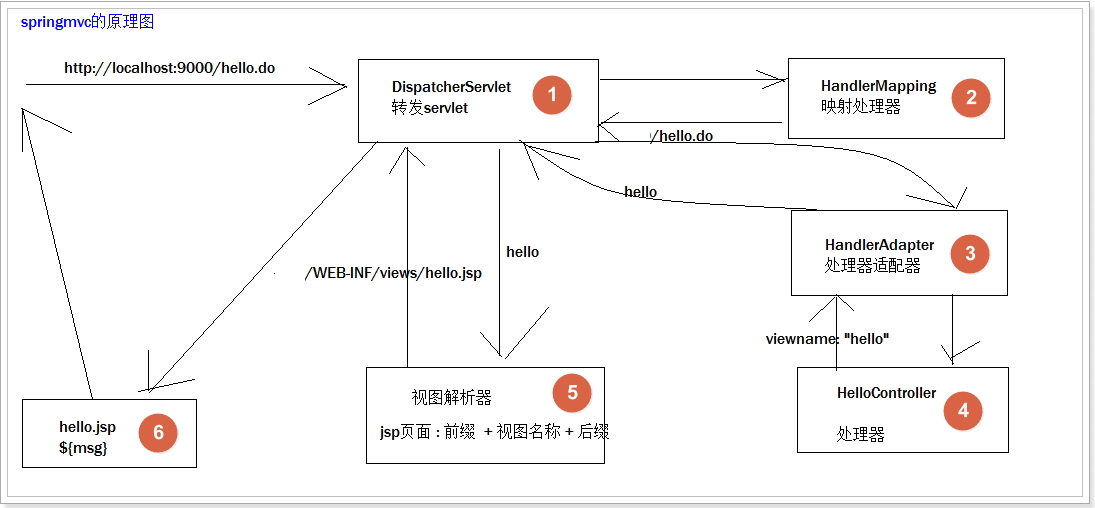 springmvc的原理图
http://localhost:9000/hello.do
DispatcherServlet
转发servlet
1
HandlerMapping
映射处理器
2
/hello.do
hello
HandlerAdapter
处理器适配器
3
hello
/WEB-INF/views/hello.jsp
viewname: "hello"
视图解析器
5
jsp页面 : 前缀 + 视图名称 + 后缀
HelloController
处理器
4
hello.jsp
${msg}
6